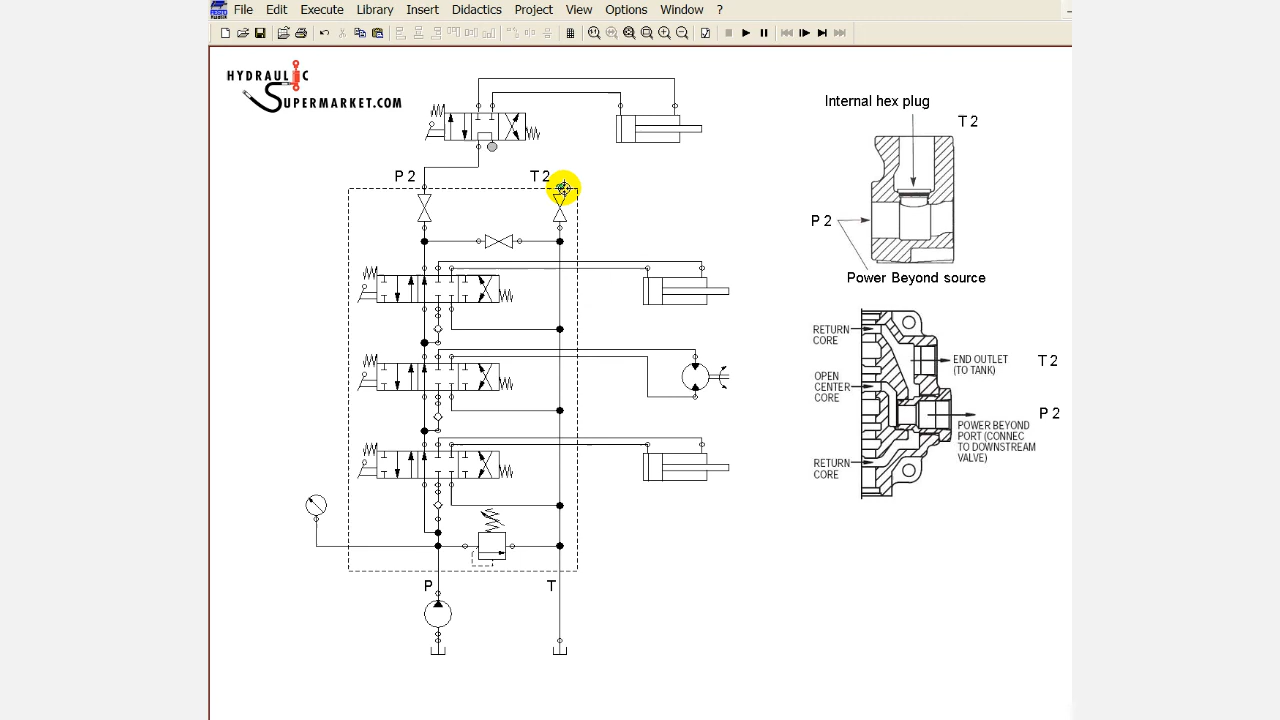 File Edit Execute Library Insert Didactics Project View Options Window ?
HYDRAULIC
SUPERMARKET.COM
P 2
T 2
P
T
Internal hex plug
T 2
P 2
Power Beyond source
RETURN
CORE
OPEN
CENTER
CORE
RETURN
CORE
END OUTLET
(TO TANK)
T 2
P 2
POWER BEYOND
PORT (CONNEC
TO DOWNSTREAM
VALVE)